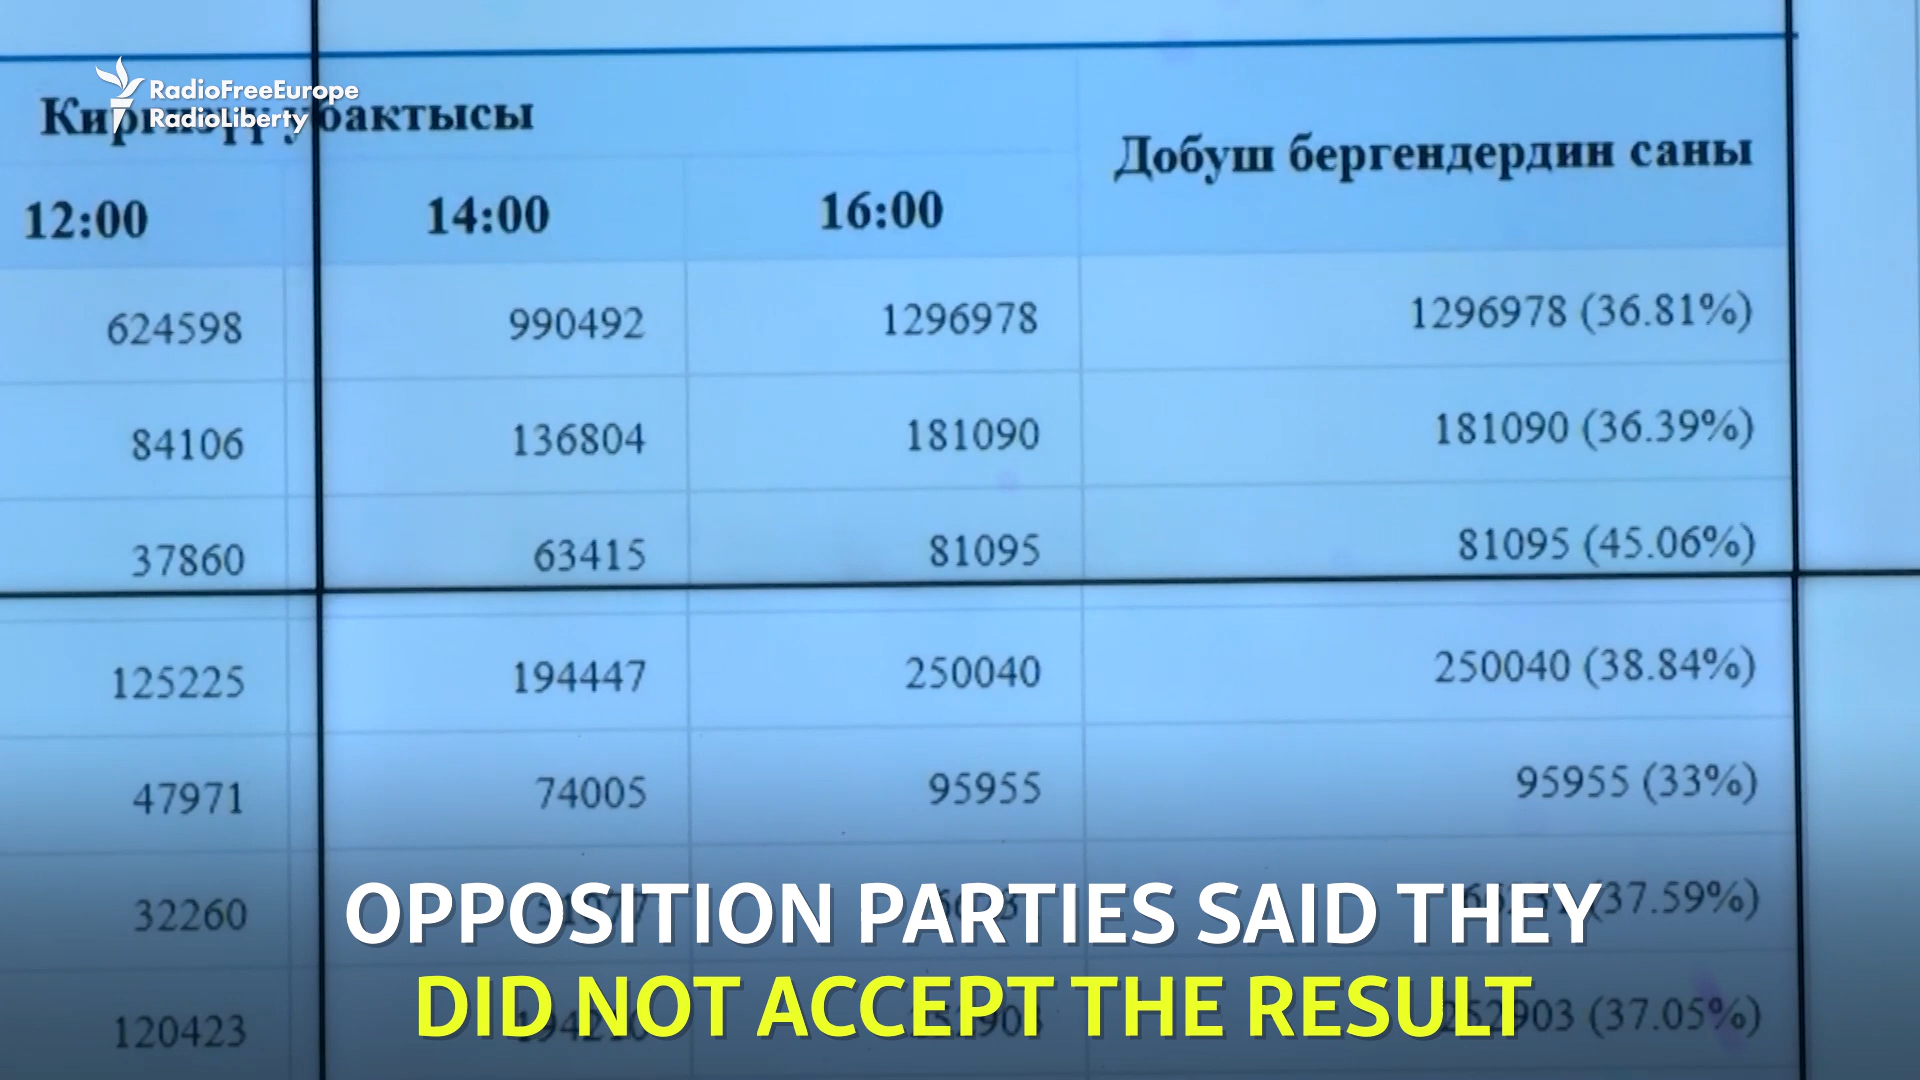 RadioFreeEurope
RadioLiberty
Добуш бергендердин саны
12:00 14:00 16:00
624598 990492 1296978 1296978 (36.81%)
84106 136804 181090 181090 (36.39%)
37860 63415 81095 81095 (45.06%)
125225 194447 250040 250040 (38.84%)
47971 74005 95955 95955 (33%)
32260 (37.59%)
120423 (37.05%)
OPPOSITION PARTIES SAID THEY
DID NOT ACCEPT THE RESULT